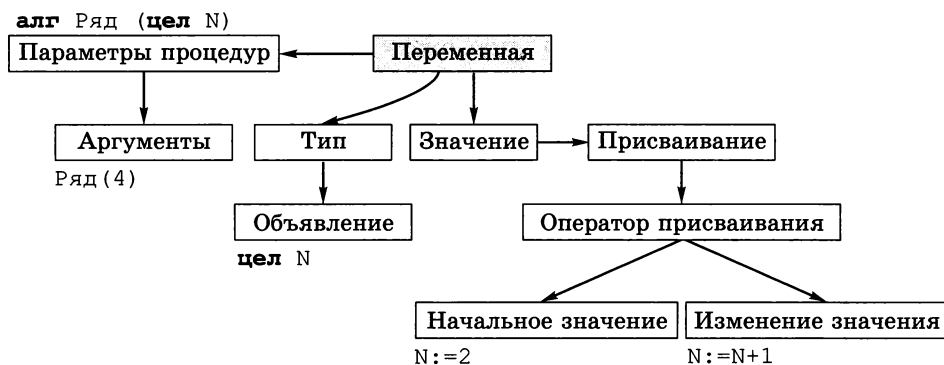 алг Ряд (цел N)
Параметры процедур
Переменная
Аргументы
Тип
Значение
Присваивание
Ряд(4)
Объявление
Оператор присваивания
цел N
Начальное значение
Изменение значения
N:=2
N:=N+1